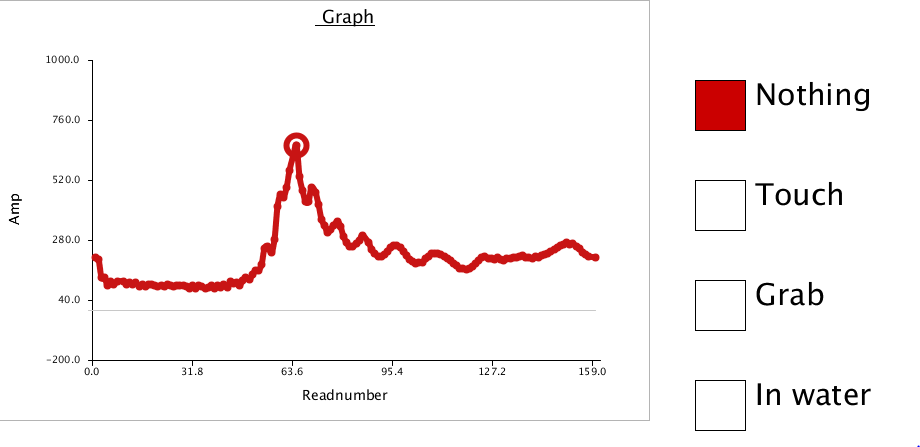 Graph
1000.0
760.0
520.0
280.0
40.0
-200.0
Amp
0.0 31.8 63.6 95.4 127.2 159.0
Readnumber
Nothing
Touch
Grab
In water